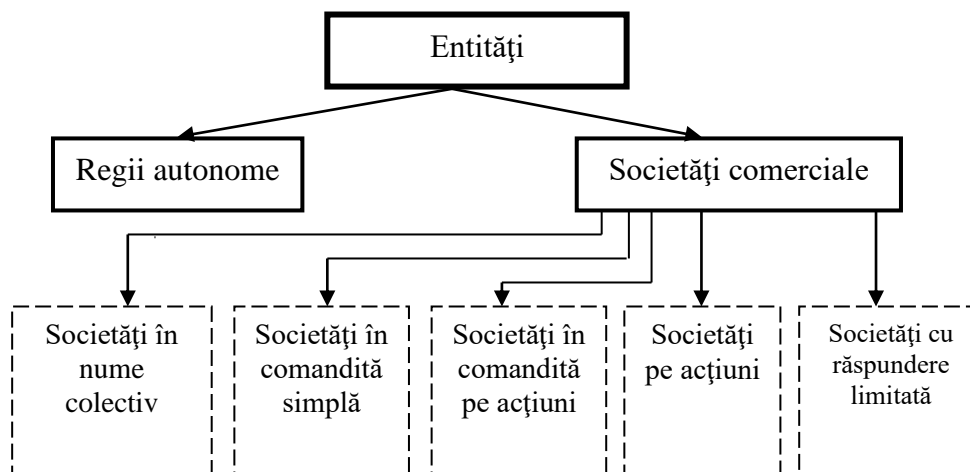 Entităţi
Regii autonome
Societăţi comerciale
Societăţi în
nume
colectiv
Societăţi în
comandită
simplă
Societăţi în
comandită
pe acţiuni
Societăţi
pe acţiuni
Societăţi cu
răspundere
limitată